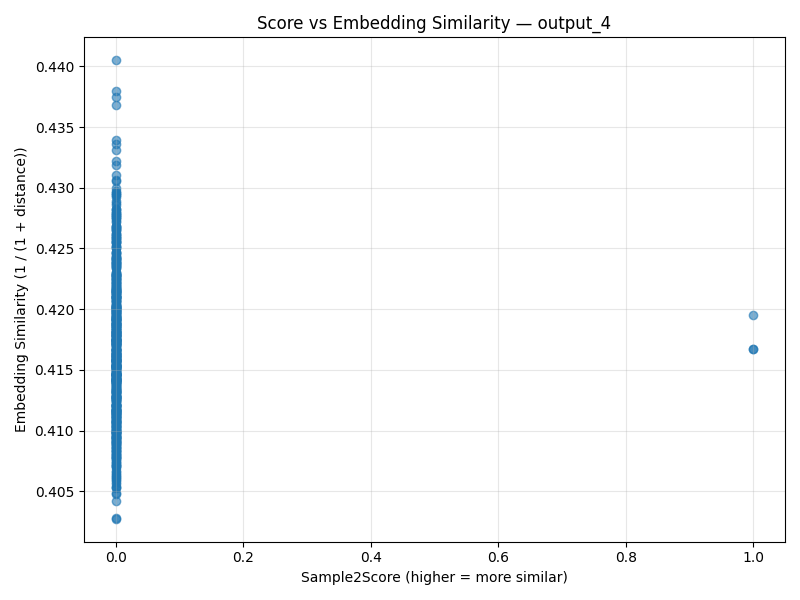 Score vs Embedding Similarity — output_4
Embedding Similarity (1 / (1 + distance))
0.440
0.435
0.430
0.425
0.420
0.415
0.410
0.405
0.0 0.2 0.4 0.6 0.8 1.0
Sample2Score (higher = more similar)